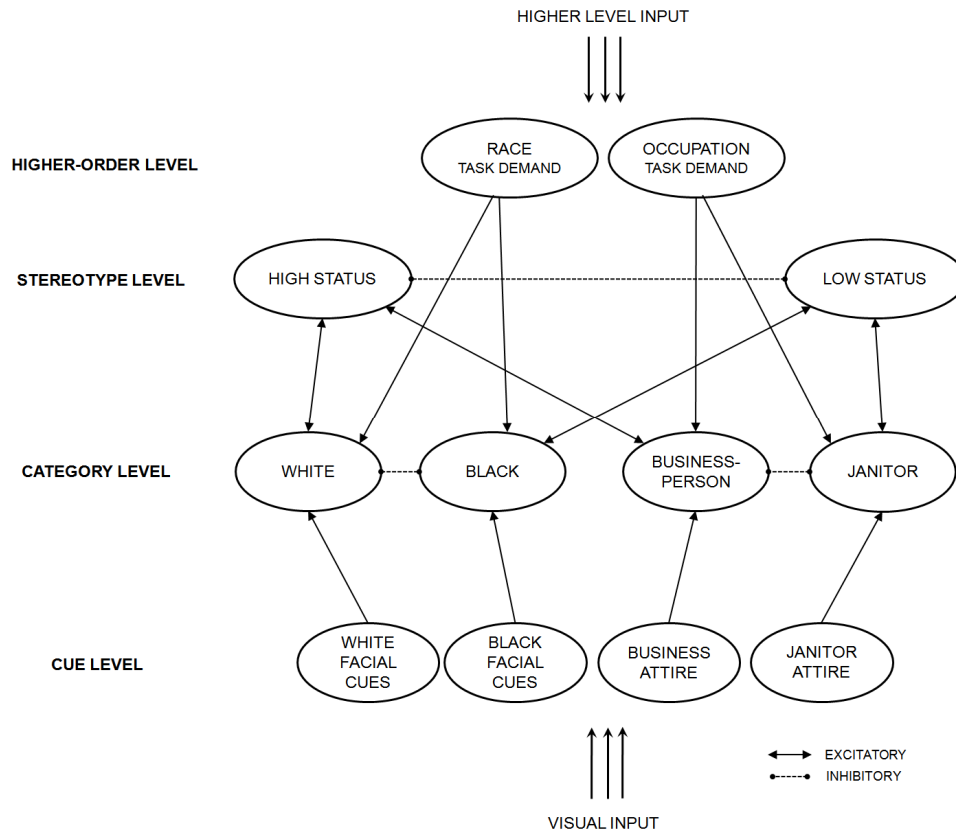 HIGHER LEVEL INPUT
HIGHER-ORDER LEVEL
RACE
TASK DEMAND
OCCUPATION
TASK DEMAND
STEREOTYPE LEVEL
HIGH STATUS
LOW STATUS
CATEGORY LEVEL
WHITE
BLACK
BUSINESS-
PERSON
JANITOR
CUE LEVEL
WHITE
FACIAL
CUES
BLACK
FACIAL
CUES
BUSINESS
ATTIRE
JANITOR
ATTIRE
EXCITATORY
INHIBITORY
VISUAL INPUT